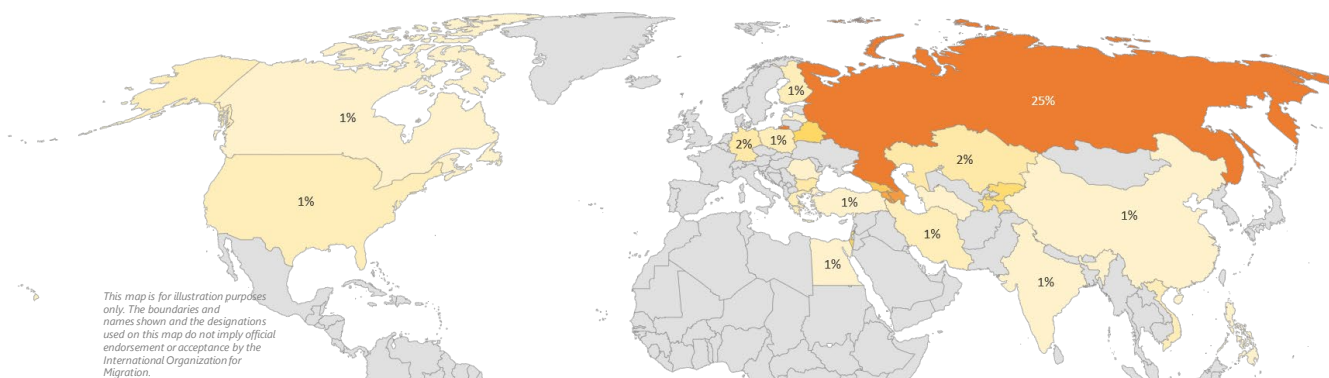 1%
25%
1%
2%
1%
2%
1%
1%
1%
1%
1%
1%
This map is for illustration purposes
only. The boundaries and
names shown and the designations
used on this map do not imply official
endorsement or acceptance by the
International Organization for
Migration.